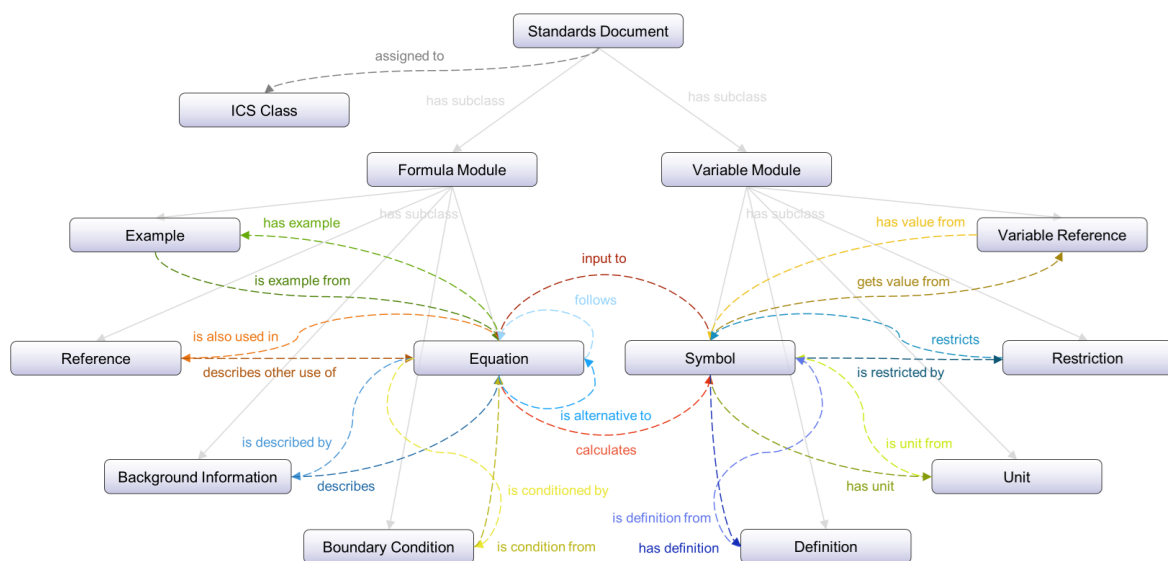 Standards Document
assigned to
ICS Class
has subclass
has subclass
Formula Module
Variable Module
has subclass
has subclass
Example
has example
has value from
Variable Reference
input to
is example from
follows
gets value from
is also used in
restricts
Reference
Equation
Symbol
Restriction
describes other use of
is restricted by
is alternative to
is described by
calculates
is unit from
Background Information
describes
has unit
Unit
is conditioned by
is definition from
Boundary Condition
is condition from
has definition
Definition